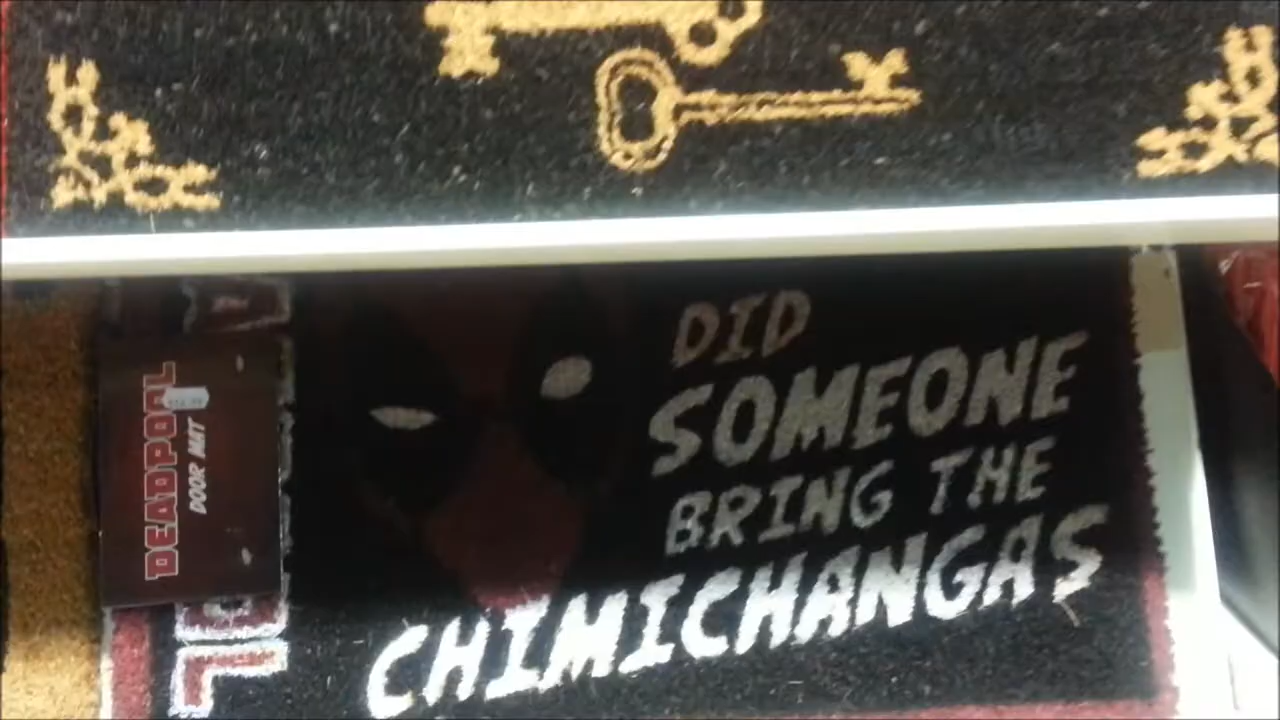 DEADPOOL
DOOR MAT
DID
SOMEONE
BRING THE
CHIMICHANGAS